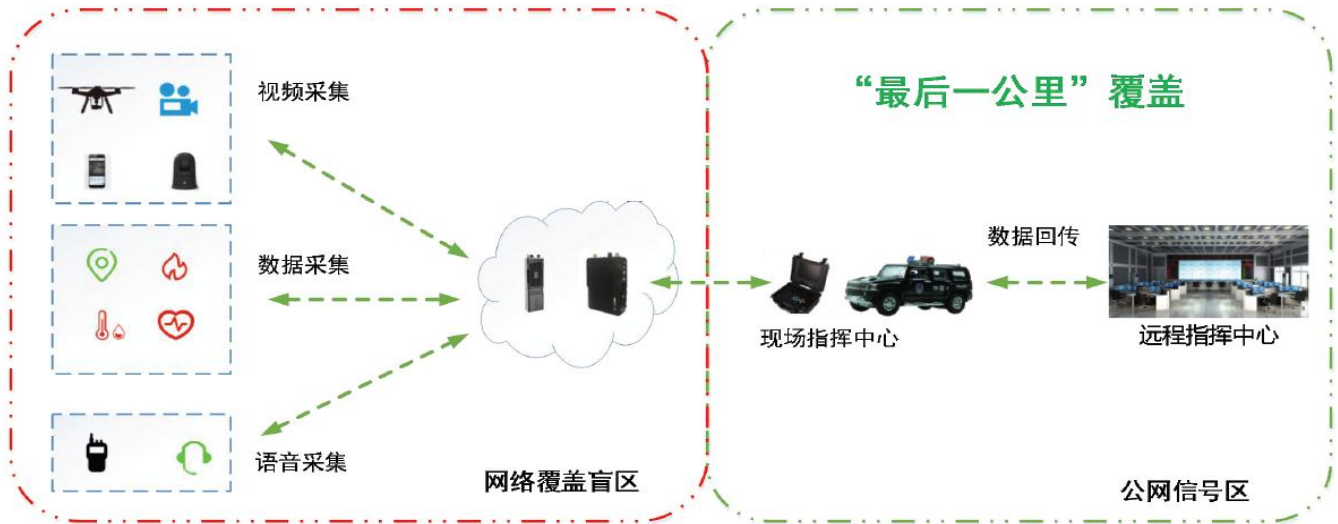 视频采集
“最后一公里”覆盖
数据采集
数据回传
现场指挥中心
远程指挥中心
语音采集
网络覆盖盲区
公网信号区